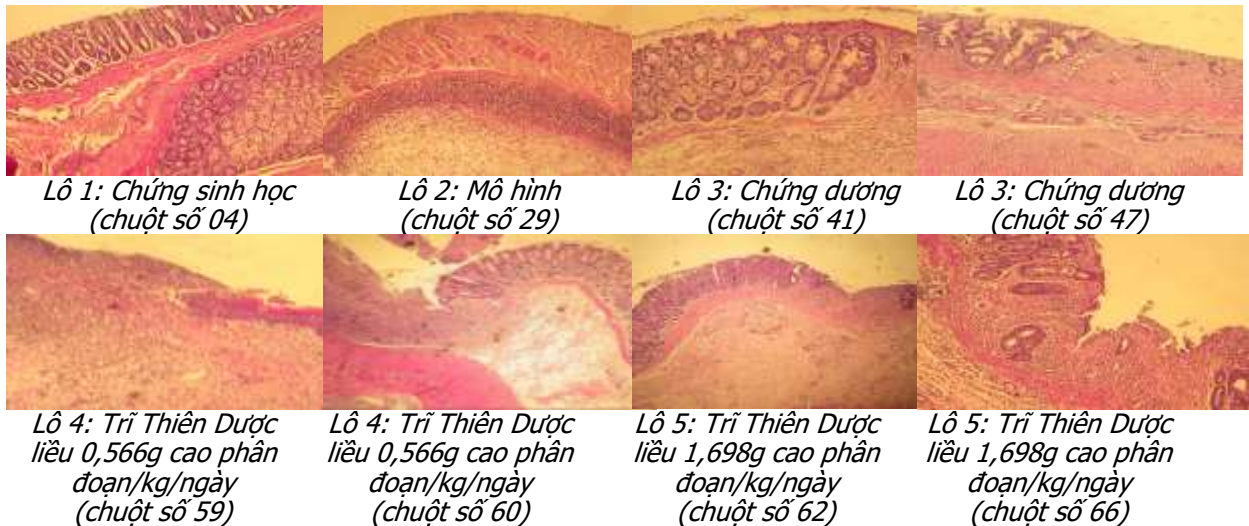 Lô 1: Chứng sinh học
(chuột số 04)
Lô 2: Mô hình
(chuột số 29)
Lô 3: Chứng dương
(chuột số 41)
Lô 3: Chứng dương
(chuột số 47)
Lô 4: Trĩ Thiên Dược
liều 0,566g cao phân
đoạn/kg/ngày
(chuột số 59)
Lô 4: Trĩ Thiên Dược
liều 0,566g cao phân
đoạn/kg/ngày
(chuột số 60)
Lô 5: Trĩ Thiên Dược
liều 1,698g cao phân
đoạn/kg/ngày
(chuột số 62)
Lô 5: Trĩ Thiên Dược
liều 1,698g cao phân
đoạn/kg/ngày
(chuột số 66)